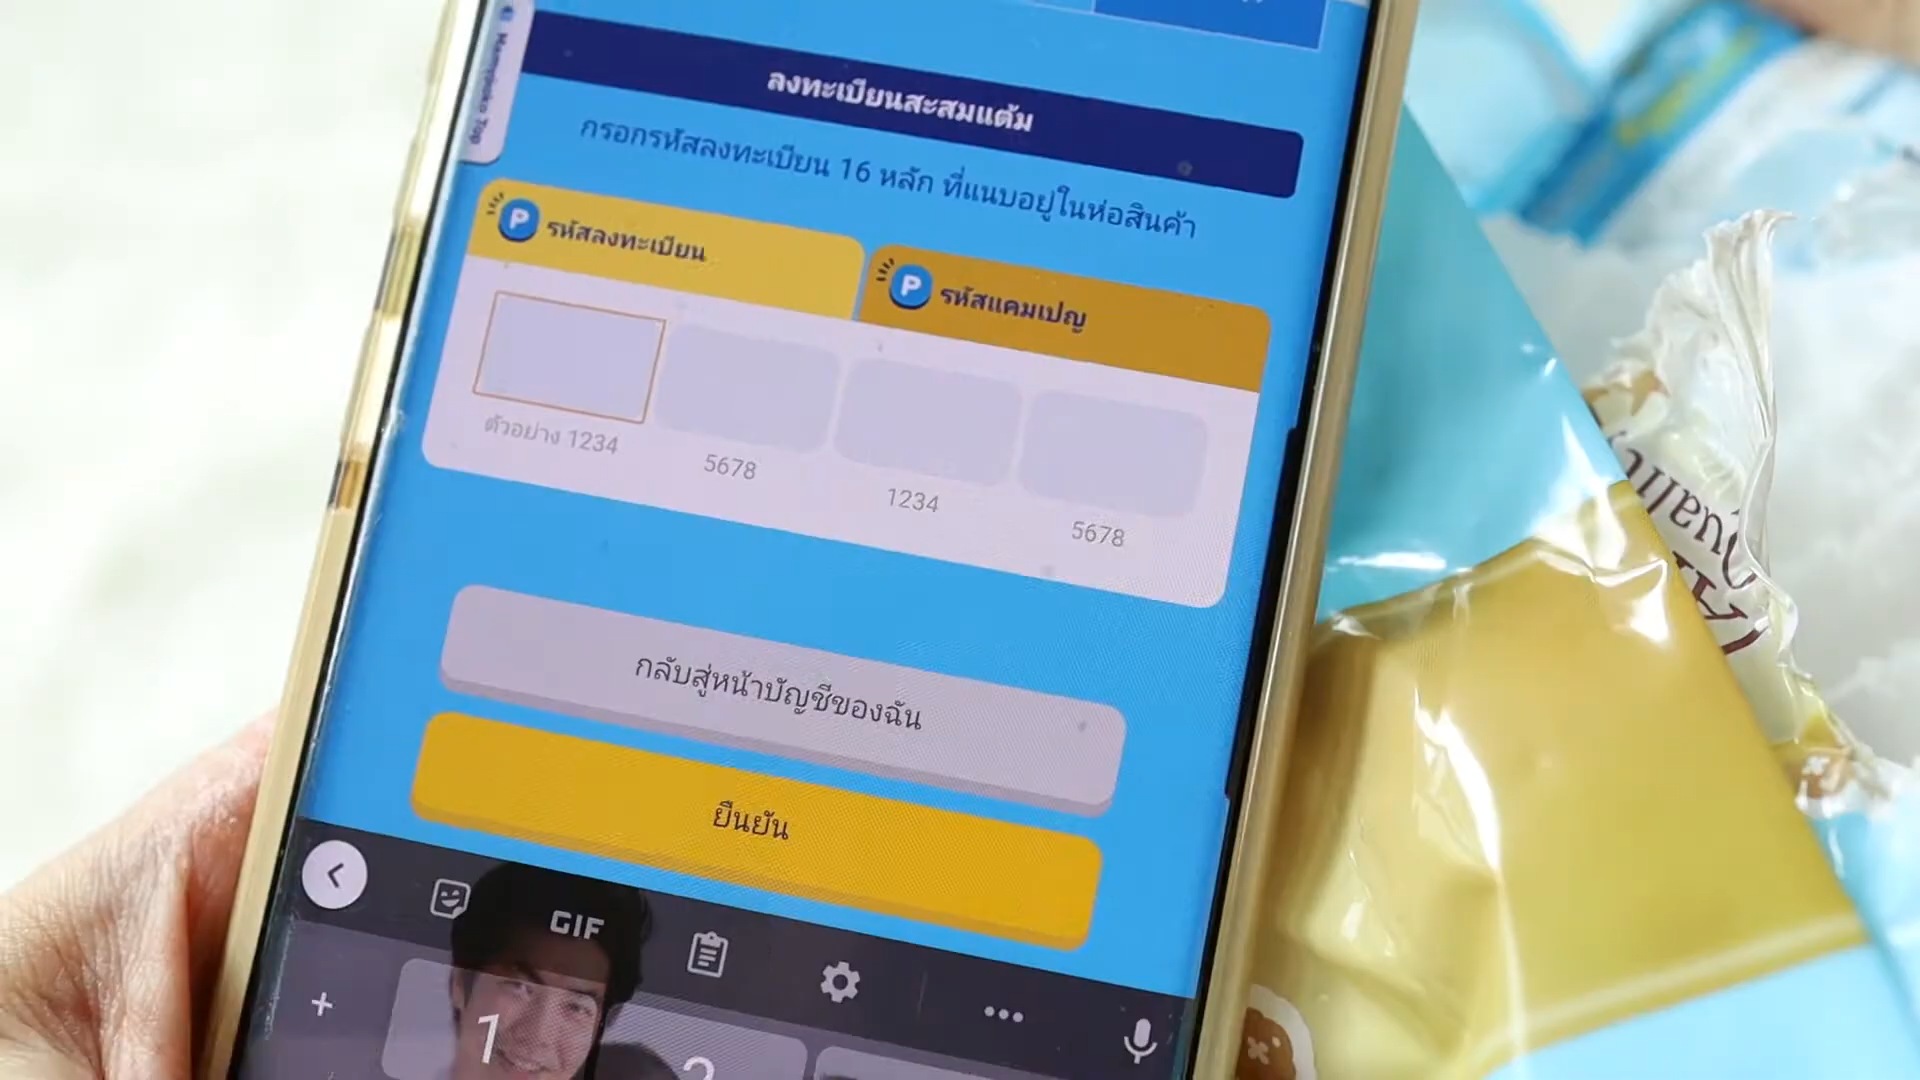 Mamypoko Top
ลงทะเบียนสะสมแต้ม
กรอกรหัสลงทะเบียน 16 หลัก ที่แนบอยู่ในห่อสินค้า
P รหัสลงทะเบียน
P รหัสแคมเปญ
ตัวอย่าง 1234
5678
1234
5678
กลับสู่หน้าบัญชีของฉัน
ยืนยัน
GIF
+
1
2
Quality